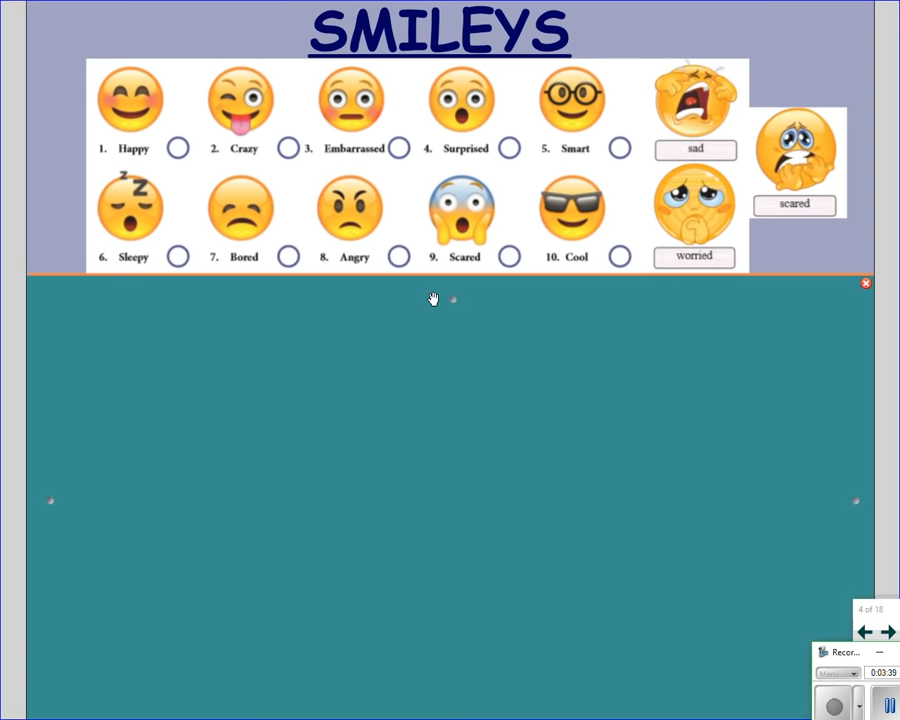 SMILEYS
1. Happy 2. Crazy 3. Embarrassed 4. Surprised 5. Smart sad
scared
6. Sleepy 7. Bored 8. Angry 9. Scared 10. Cool worried
z Z
4 of 18
Recor...
Menu
0:03:39